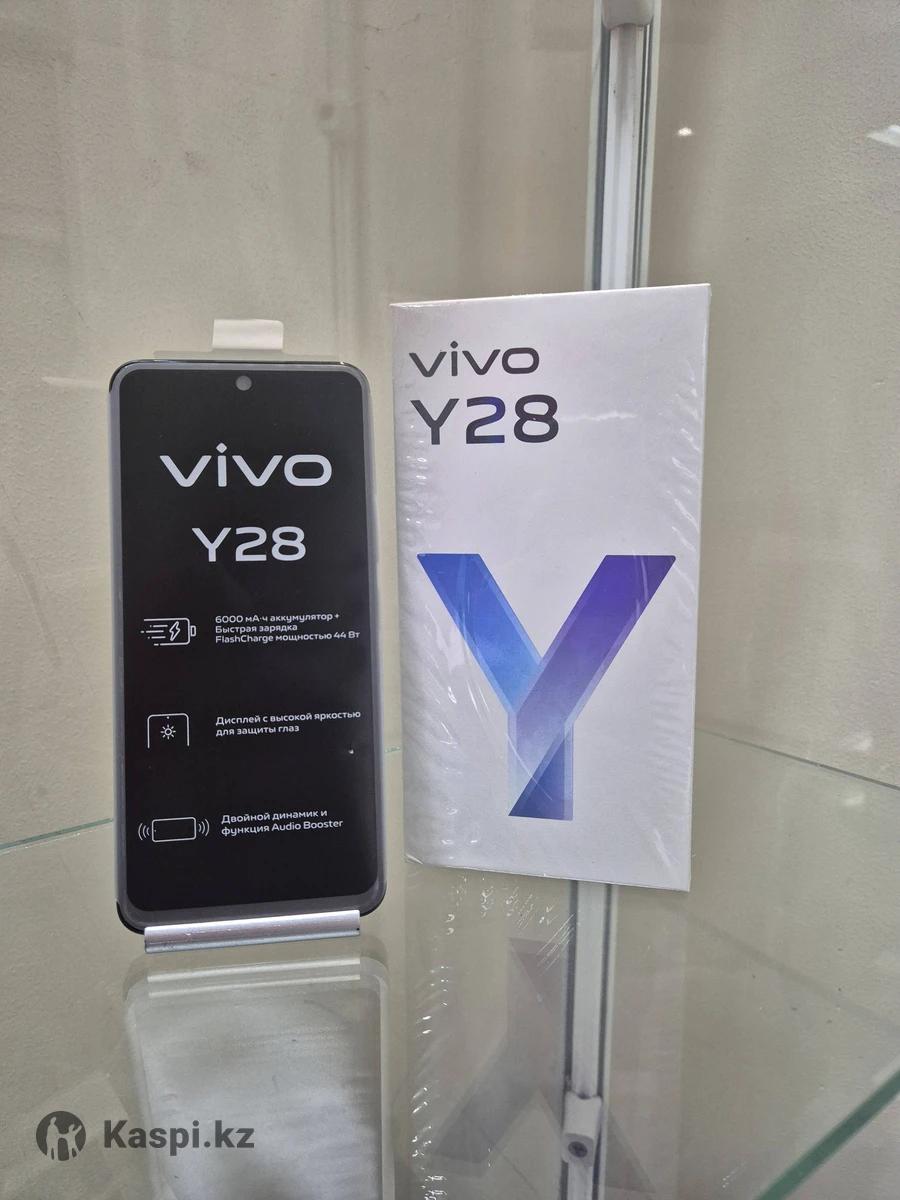 vivo
Y28
6000 мА·ч аккумулятор +
Быстрая зарядка
FlashCharge мощностью 44 Вт
Дисплей с высокой яркостью
для защиты глаз
Двойной динамик и
функция Audio Booster
vivo
Y28
Y
Kaspi.kz